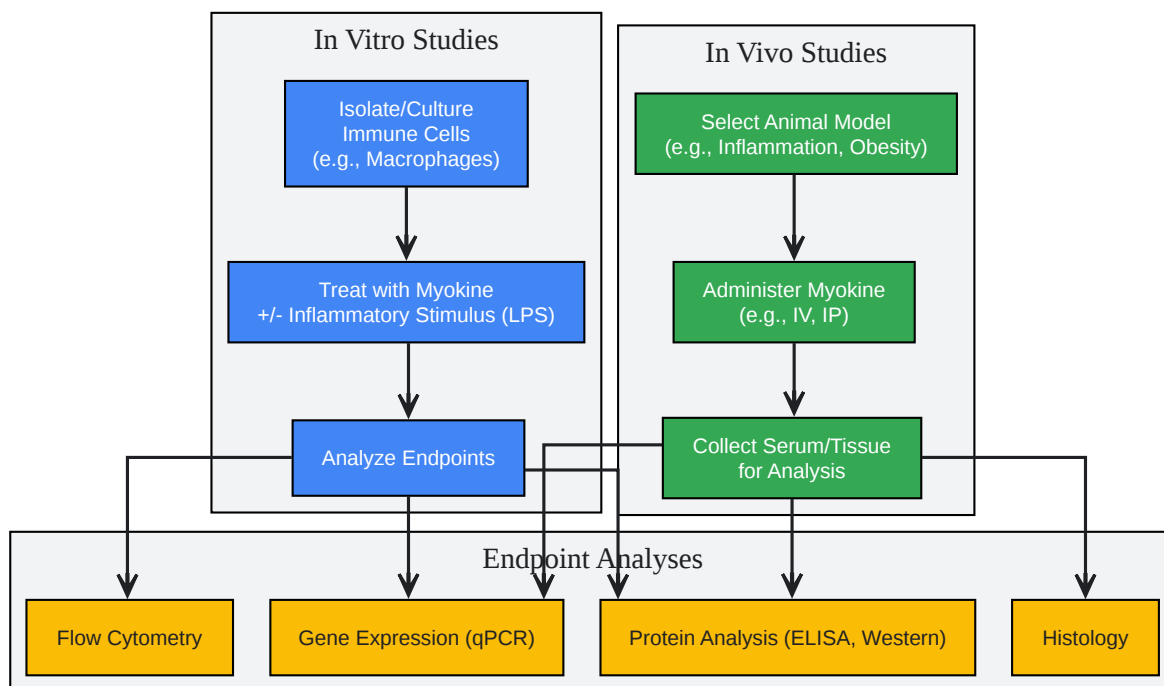 In Vitro Studies
Isolate/Culture
Immune Cells
(e.g., Macrophages)
Treat with Myokine
+/- Inflammatory Stimulus (LPS)
Analyze Endpoints
In Vivo Studies
Select Animal Model
(e.g., Inflammation, Obesity)
Administer Myokine
(e.g., IV, IP)
Collect Serum/Tissue
for Analysis
Endpoint Analyses
Flow Cytometry
Gene Expression (qPCR)
Protein Analysis (ELISA, Western)
Histology